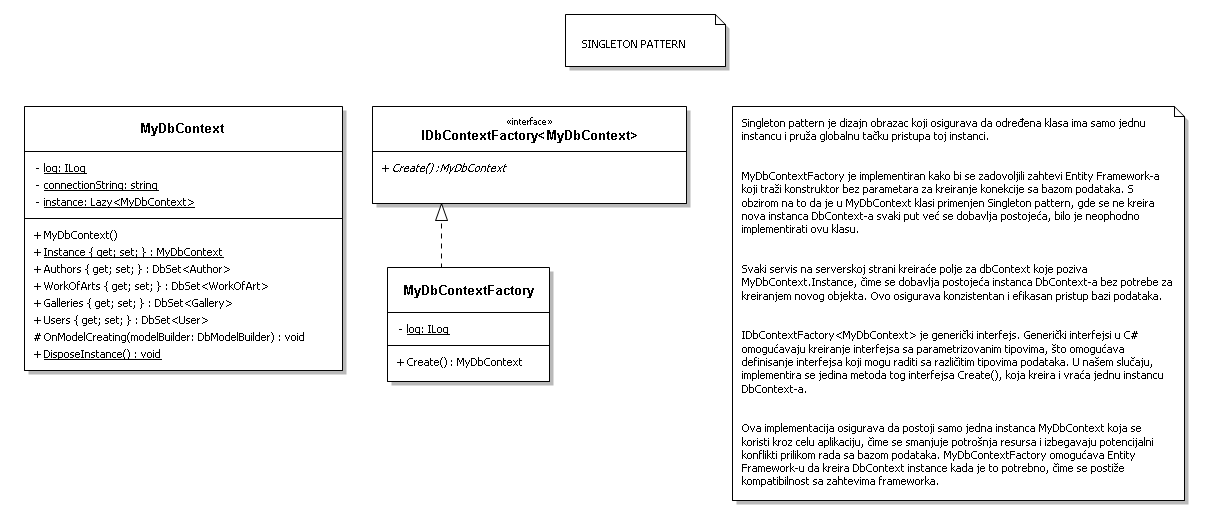 SINGLETON PATTERN
MyDbContext
- log: ILog
- connectionString: string
- instance: Lazy<MyDbContext>
+ MyDbContext()
+ Instance { get; set; } : MyDbContext
+ Authors { get; set; } : DbSet<Author>
+ WorkOfArts { get; set; } : DbSet<WorkOfArt>
+ Galleries { get; set; } : DbSet<Gallery>
+ Users { get; set; } : DbSet<User>
# OnModelCreating(modelBuilder: DbModelBuilder) : void
+ DisposeInstance() : void
«interface»
IDbContextFactory<MyDbContext>
+ Create() :MyDbContext
MyDbContextFactory
- log: ILog
+ Create() : MyDbContext
Singleton pattern je dizajn obrazac koji osigurava da određena klasa ima samo jednu
instancu i pruža globalnu tačku pristupa toj instanci.
MyDbContextFactory je implementiran kako bi se zadovoljili zahtevi Entity Framework-a
koji traži konstruktor bez parametara za kreiranje konekcije sa bazom podataka. S
obzirom na to da je u MyDbContext klasi primenjen Singleton pattern, gde se ne kreira
nova instanca DbContext-a svaki put već se dobavlja postojeća, bilo je neophodno
implementirati ovu klasu.
Svaki servis na serverskoj strani kreiraće polje za dbContext koje poziva
MyDbContext.Instance, čime se dobavlja postojeća instanca DbContext-a bez potrebe za
kreiranjem novog objekta. Ovo osigurava konzistentan i efikasan pristup bazi podataka.
IDbContextFactory<MyDbContext> je generički interfejs. Generički interfejsi u C#
omogućavaju kreiranje interfejsa sa parametrizovanim tipovima, što omogućava
definisanje interfejsa koji mogu raditi sa različitim tipovima podataka. U našem slučaju,
implementira se jedina metoda tog interfejsa Create(), koja kreira i vraća jednu instancu
DbContext-a.
Ova implementacija osigurava da postoji samo jedna instanca MyDbContext koja se
koristi kroz celu aplikaciju, čime se smanjuje potrošnja resursa i izbegavaju potencijalni
konflikti prilikom rada sa bazom podataka. MyDbContextFactory omogućava Entity
Framework-u da kreira DbContext instance kada je to potrebno, čime se postiže
kompatibilnost sa zahtevima frameworka.